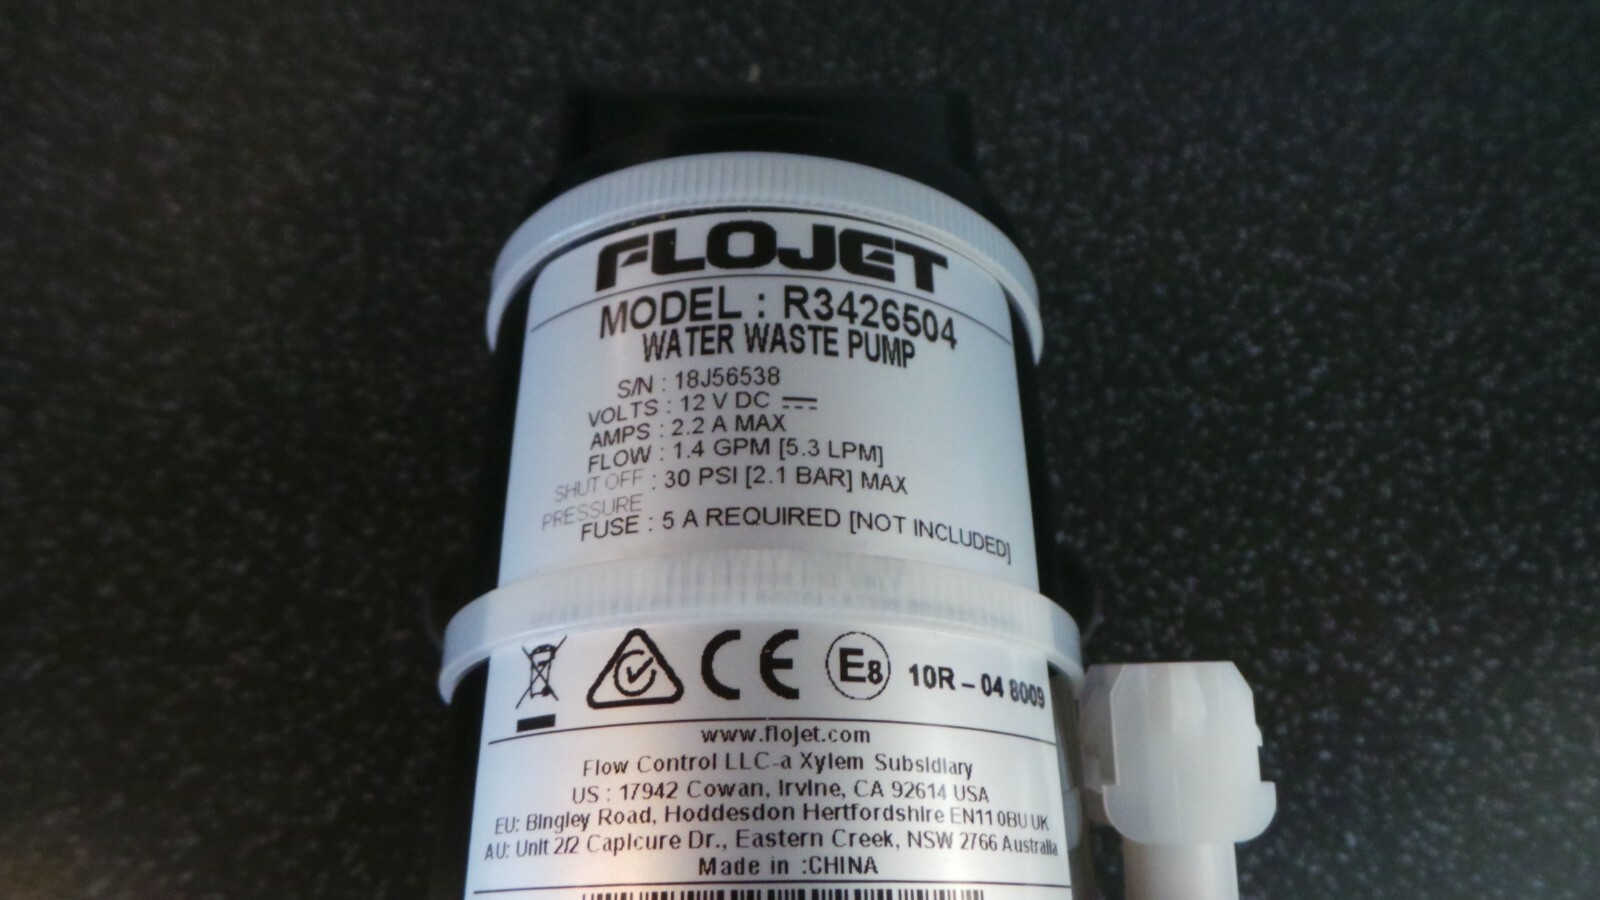 FLOJET
MODEL : R3426504
WATER WASTE PUMP
S/N : 18J56538
VOLTS : 12 V DC
AMPS : 2.2 A MAX
FLOW : 1.4 GPM [5.3 LPM]
SHUT OFF : 30 PSI [2.1 BAR] MAX
PRESSURE
FUSE : 5 A REQUIRED [NOT INCLUDED]
CE E8 10R - 04 8009
www.flojet.com
Flow Control LLC-a Xylem Subsidiary
US : 17942 Cowan, Irvine, CA 92614 USA
EU: Bingley Road, Hoddesdon Hertfordshire EN11 0BU UK
AU: Unit 2/2 Capicure Dr., Eastern Creek, NSW 2766 Australia
Made in :CHINA